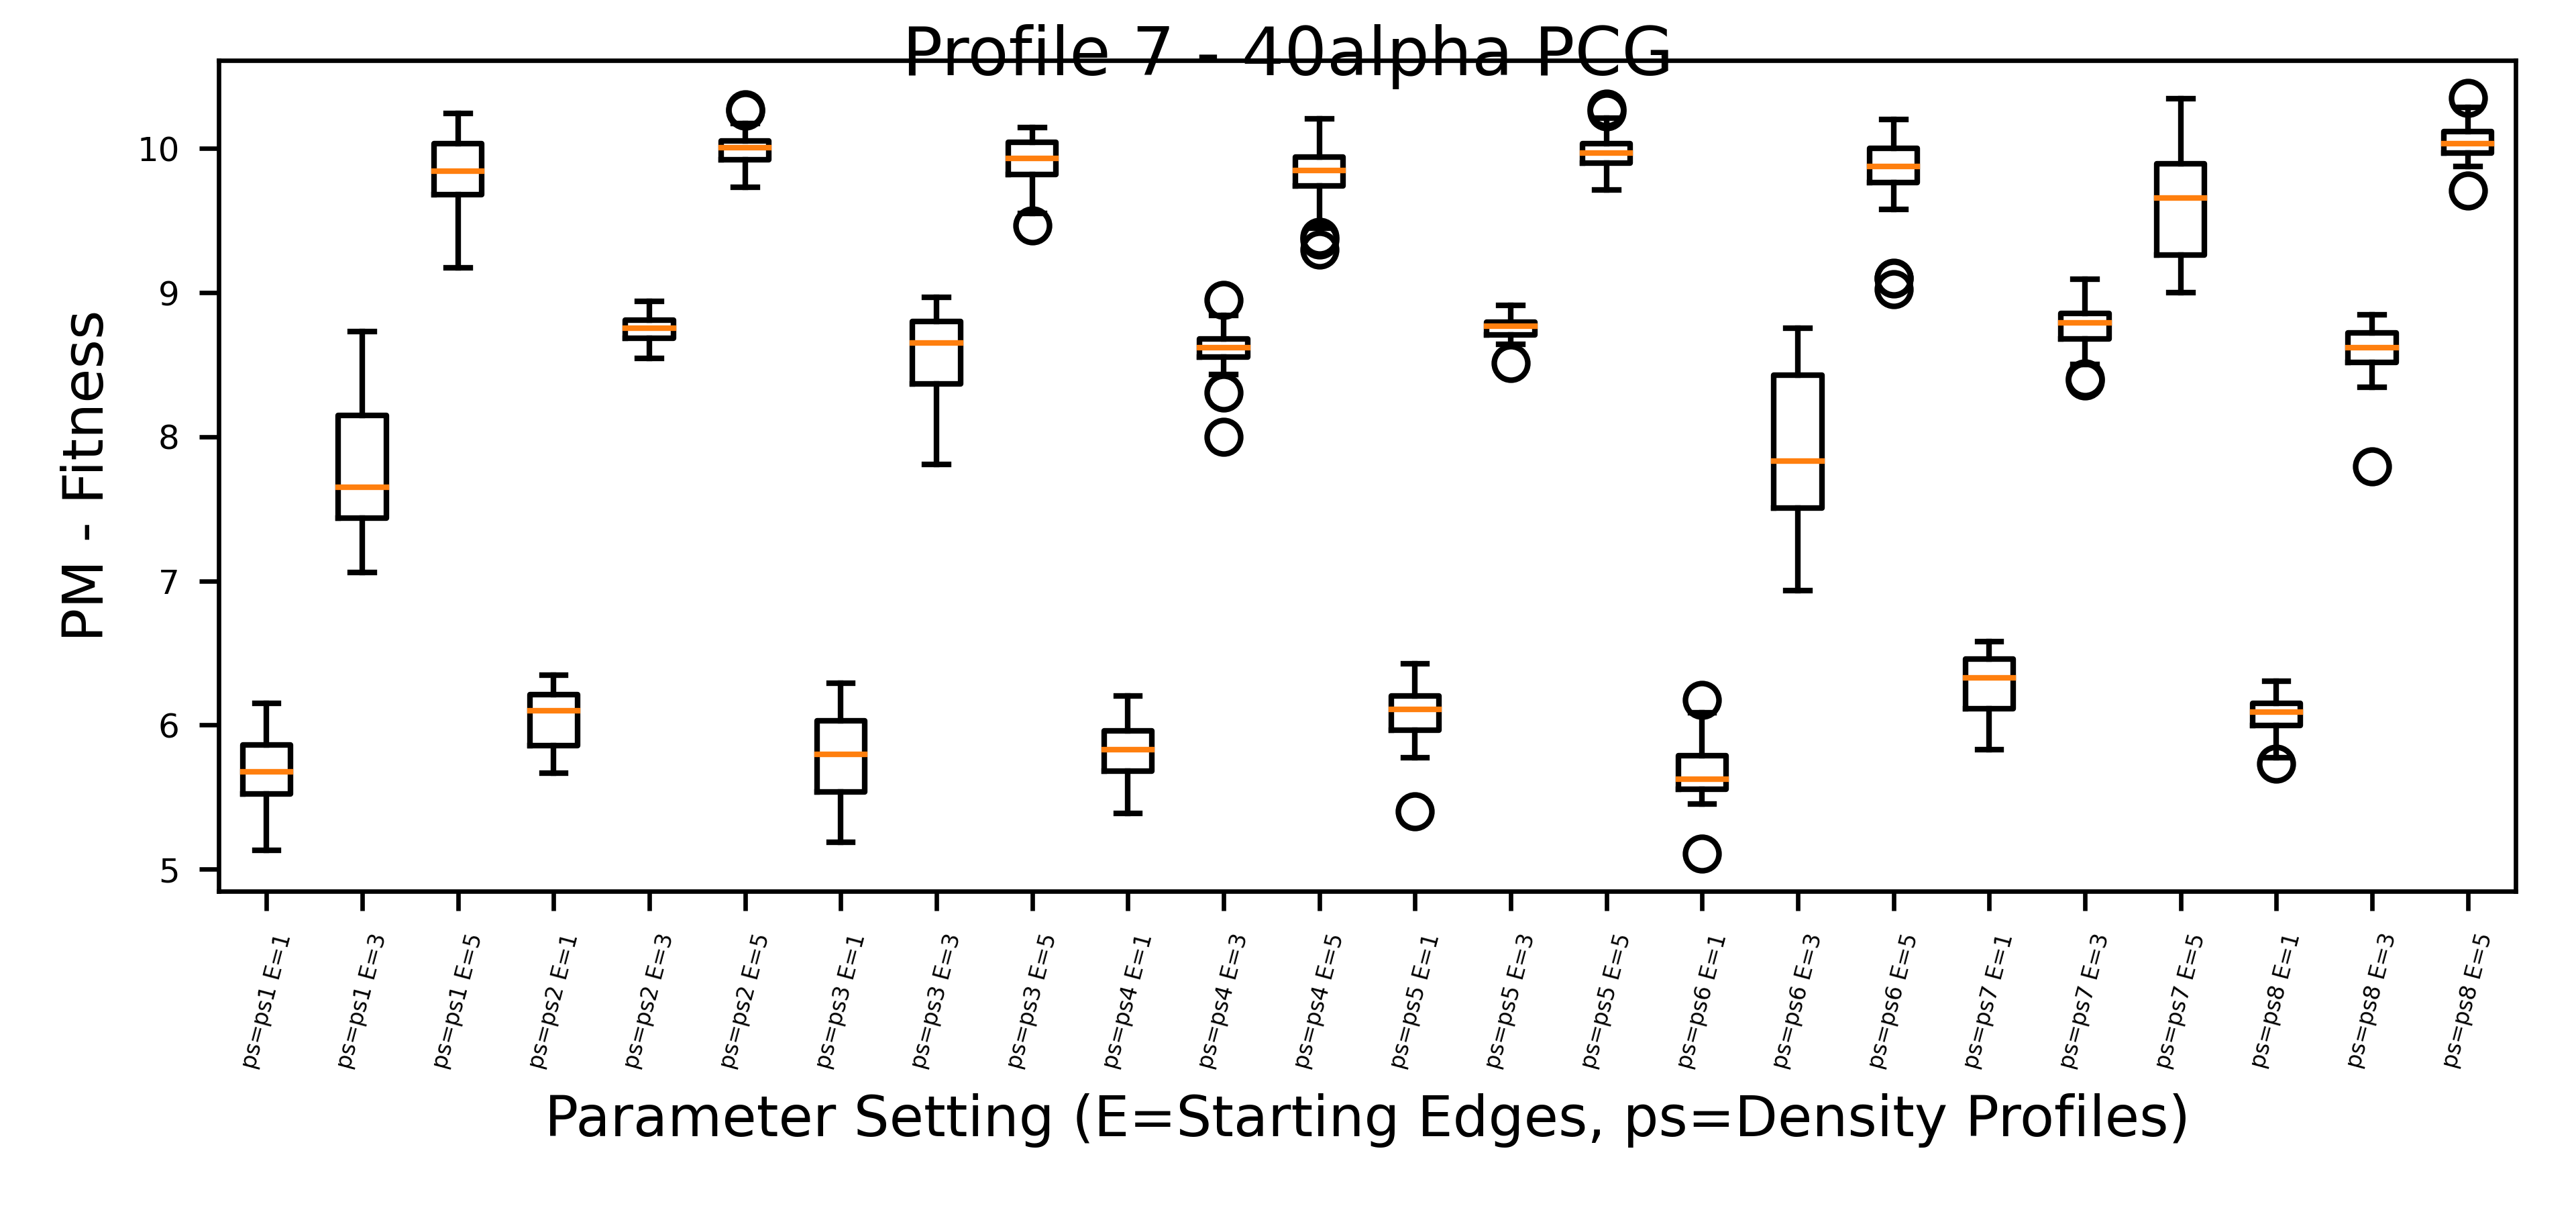 Profile 7 - 40alpha PCG
PM - Fitness
10
9
8
7
6
5
ps=ps1 E=1
ps=ps1 E=3
ps=ps1 E=5
ps=ps2 E=1
ps=ps2 E=3
ps=ps2 E=5
ps=ps3 E=1
ps=ps3 E=3
ps=ps3 E=5
ps=ps4 E=1
ps=ps4 E=3
ps=ps4 E=5
ps=ps5 E=1
ps=ps5 E=3
ps=ps5 E=5
ps=ps6 E=1
ps=ps6 E=3
ps=ps6 E=5
ps=ps7 E=1
ps=ps7 E=3
ps=ps7 E=5
ps=ps8 E=1
ps=ps8 E=3
ps=ps8 E=5
Parameter Setting (E=Starting Edges, ps=Density Profiles)